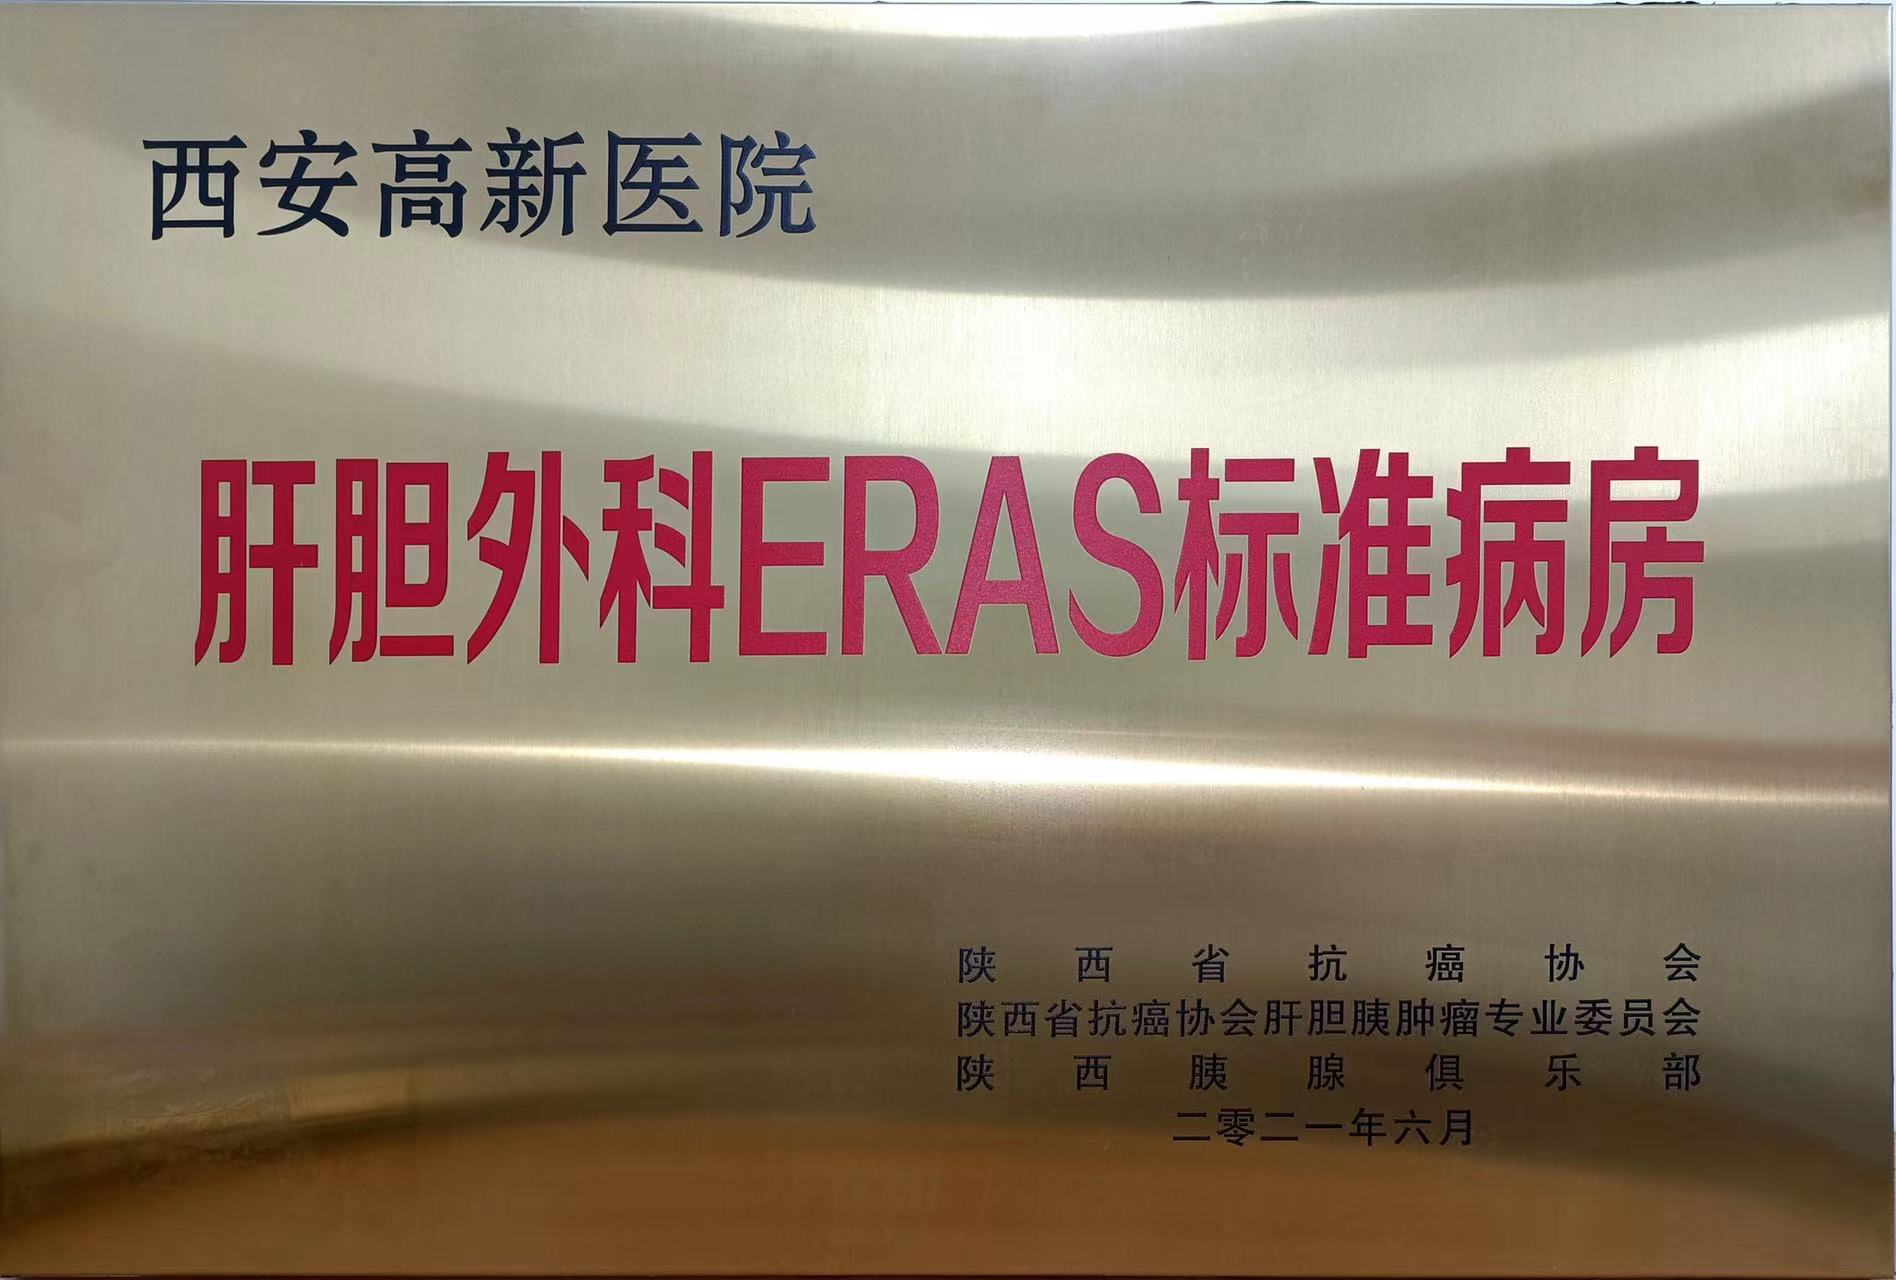 西安高新医院
肝胆外科ERAS标准病房
陕西省抗癌协会
陕西省抗癌协会肝胆胰肿瘤专业委员会
陕西胰腺俱乐部
二零二一年六月